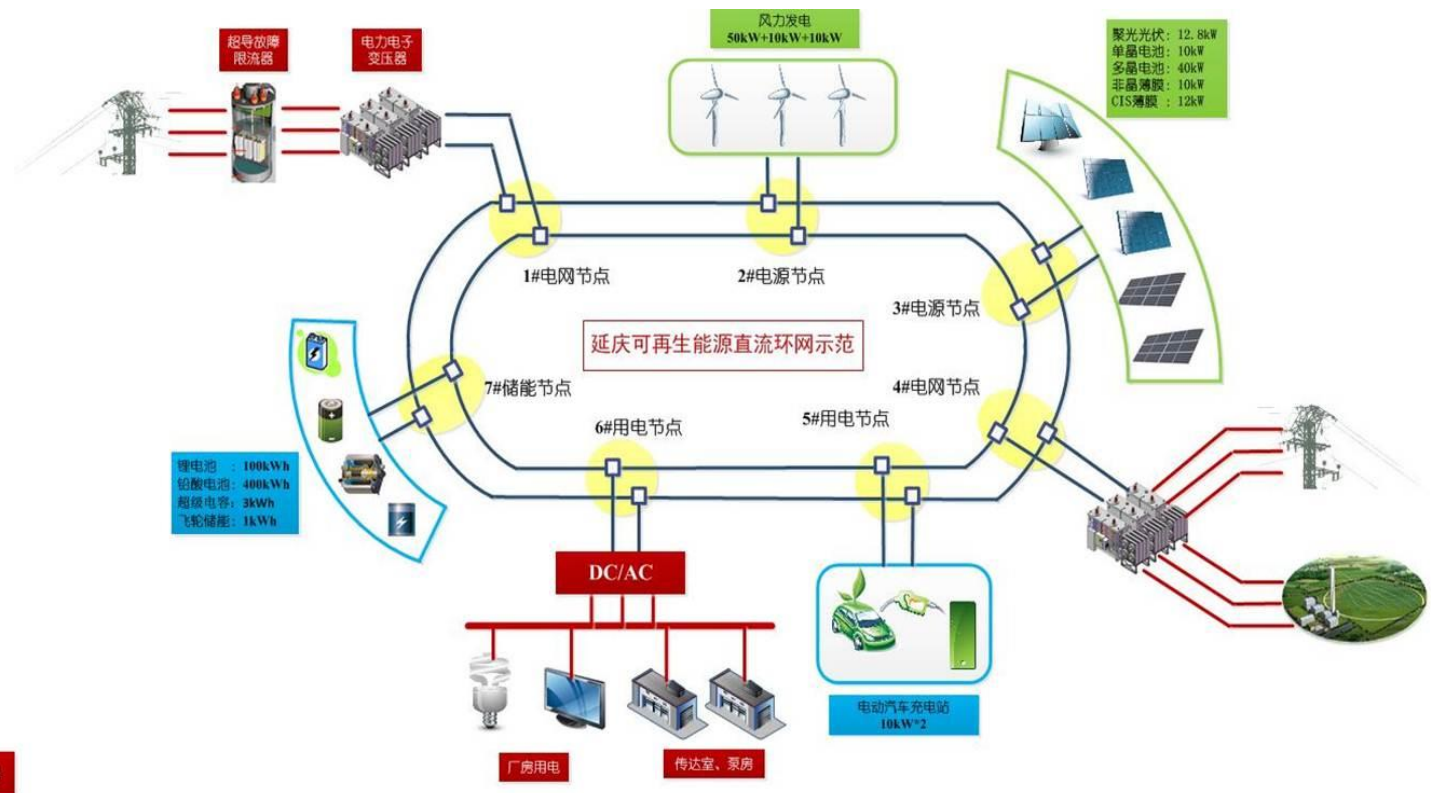 超导故障
限流器
电力电子
变压器
风力发电
50kW+10kW+10kW
聚光光伏: 12.8kW
单晶电池: 10kW
多晶电池: 40kW
非晶薄膜: 10kW
CIS薄膜 : 12kW
1#电网节点
2#电源节点
3#电源节点
延庆可再生能源直流环网示范
4#电网节点
7#储能节点
5#用电节点
6#用电节点
锂电池 : 100kWh
铅酸电池: 400kWh
超级电容: 3kWh
飞轮储能: 1kWh
DC/AC
电动汽车充电站
10kW*2
厂房用电
传达室、泵房